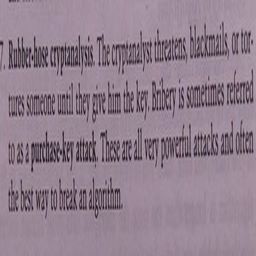 7. Rubber-hose cryptanalysis. The cryptanalyst threatens, blackmails, or tor-
tures someone until they give him the key. Bribery is sometimes referred
to as a purchase-key attack. These are all very powerful attacks and often
the best way to break an algorithm.